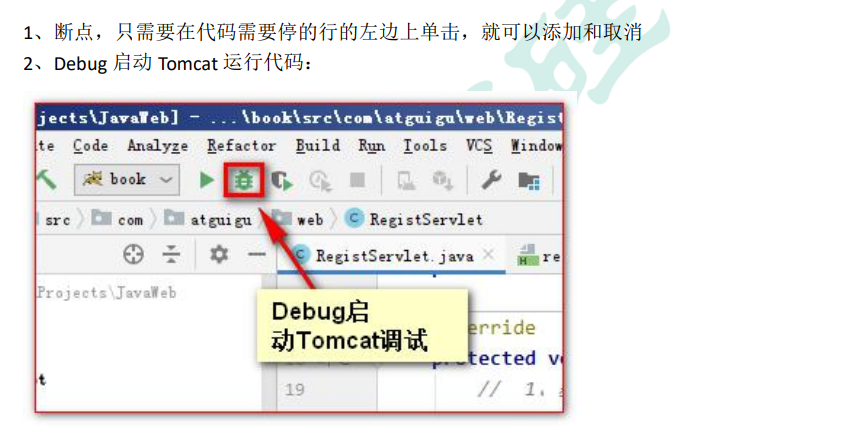 1、断点，只需要在代码需要停的行的左边上单击，就可以添加和取消
2、Debug 启动 Tomcat 运行代码：
jects\JavaWeb] - ...\book\src\com\atguigu\web\Regist
te Code Analyze Refactor Build Run Tools VCS Window
book
src com atguigu web RegistServlet
RegistServlet.java re
Projects\JavaWeb
Debug启
动Tomcat调试
erride
protected v
t
19 // 1、